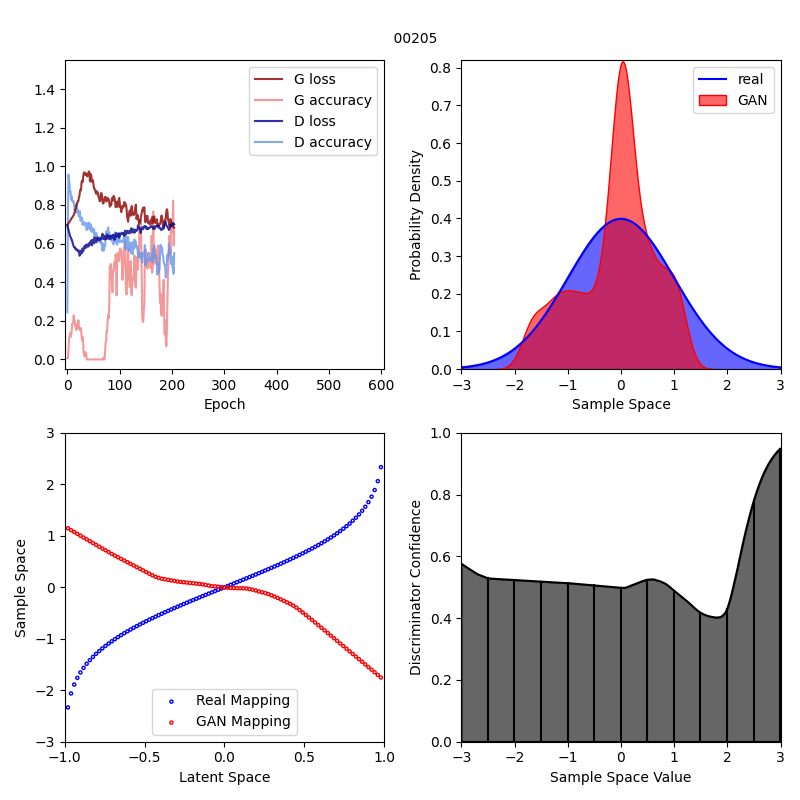 00205
G loss
G accuracy
D loss
D accuracy
1.4
1.2
1.0
0.8
0.6
0.4
0.2
0.0
0 100 200 300 400 500 600
Epoch
real
GAN
0.8
0.7
0.6
0.5
0.4
0.3
0.2
0.1
0.0
Probability Density
−3 −2 −1 0 1 2 3
Sample Space
3
2
1
0
−1
−2
−3
Sample Space
Real Mapping
GAN Mapping
−1.0 −0.5 0.0 0.5 1.0
Latent Space
1.0
0.8
0.6
0.4
0.2
0.0
Discriminator Confidence
−3 −2 −1 0 1 2 3
Sample Space Value